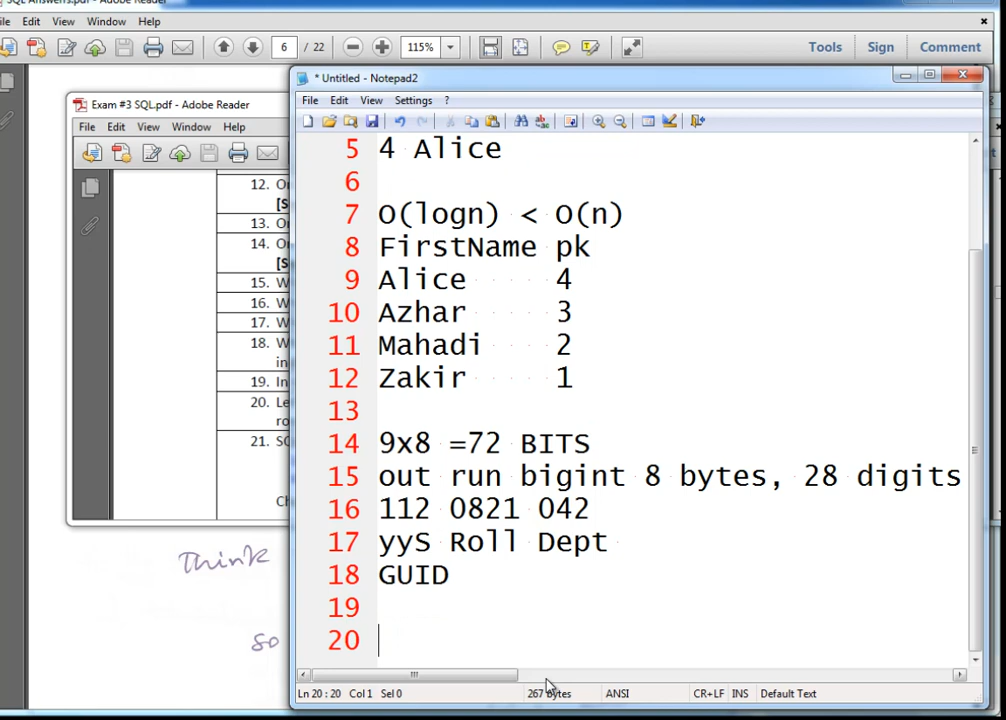 SQL Answers.pdf - Adobe Reader
Edit View Window Help
6 / 22 115% Tools Sign Comment
Exam #3 SQL.pdf - Adobe Reader
File Edit View Window Help
12.
13.
14.
15.
16.
17.
18.
in
19. In
20. Le
21.
Think
so
* Untitled - Notepad2
File Edit View Settings ?
5 4 Alice
6
7 O(logn) < O(n)
8 FirstName pk
9 Alice 4
10 Azhar 3
11 Mahadi 2
12 Zakir 1
13
14 9x8 =72 BITS
15 out run bigint 8 bytes, 28 digits
16 112 0821 042
17 yyS Roll Dept
18 GUID
19
20
Ln 20 : 20 Col 1 Sel 0 267 bytes ANSI CR+LF INS Default Text